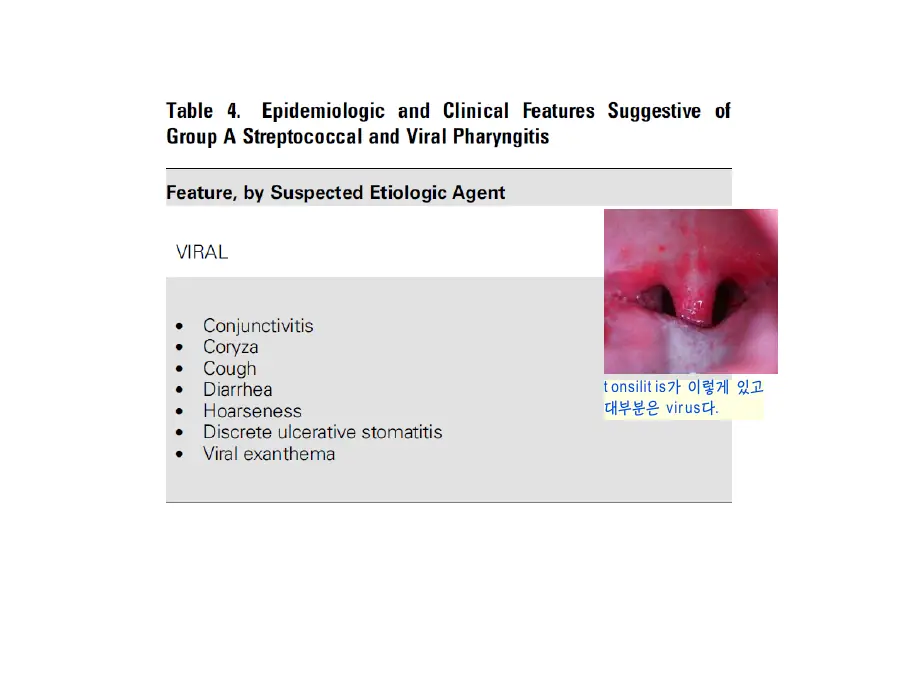 Table 4. Epidemiologic and Clinical Features Suggestive of
Group A Streptococcal and Viral Pharyngitis
Feature, by Suspected Etiologic Agent
VIRAL
• Conjunctivitis
• Coryza
• Cough
• Diarrhea
• Hoarseness
• Discrete ulcerative stomatitis
• Viral exanthema
tonsilitis가 이렇게 있고
대부분은 virus다.